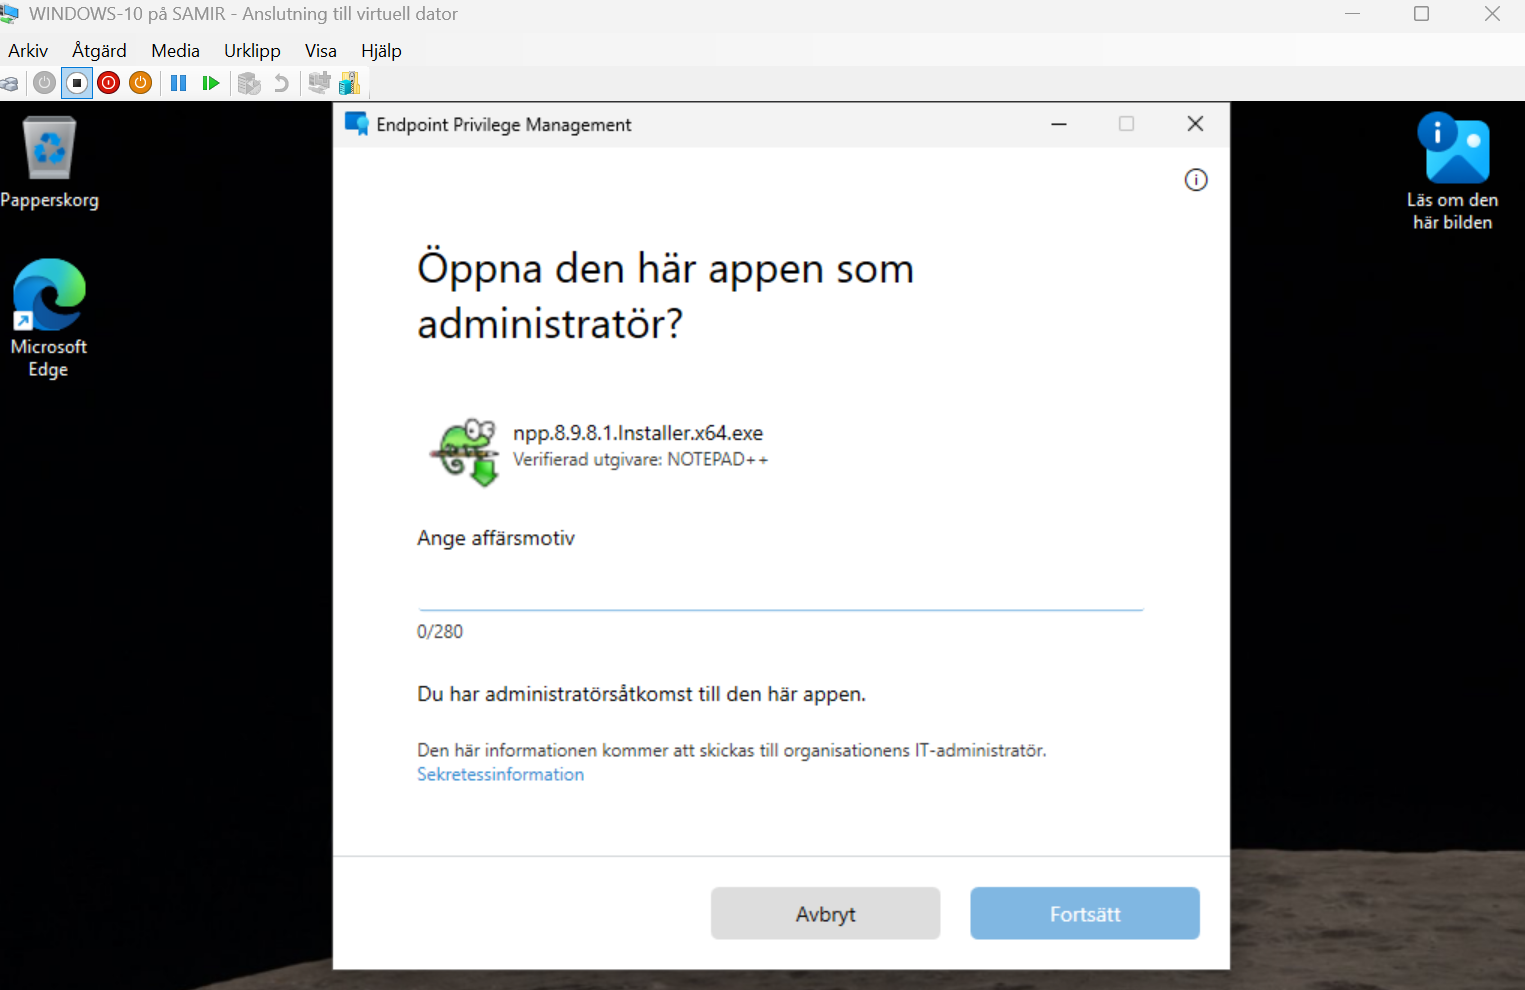 WINDOWS-10 på SAMIR - Anslutning till virtuell dator
Arkiv Åtgärd Media Urklipp Visa Hjälp
Endpoint Privilege Management
Papperskorg
Läs om den
här bilden
Microsoft
Edge
Öppna den här appen som
administratör?
npp.8.9.8.1.Installer.x64.exe
Verifierad utgivare: NOTEPAD++
Ange affärsmotiv
0/280
Du har administratörsåtkomst till den här appen.
Den här informationen kommer att skickas till organisationens IT-administratör.
Sekretessinformation
Avbryt
Fortsätt